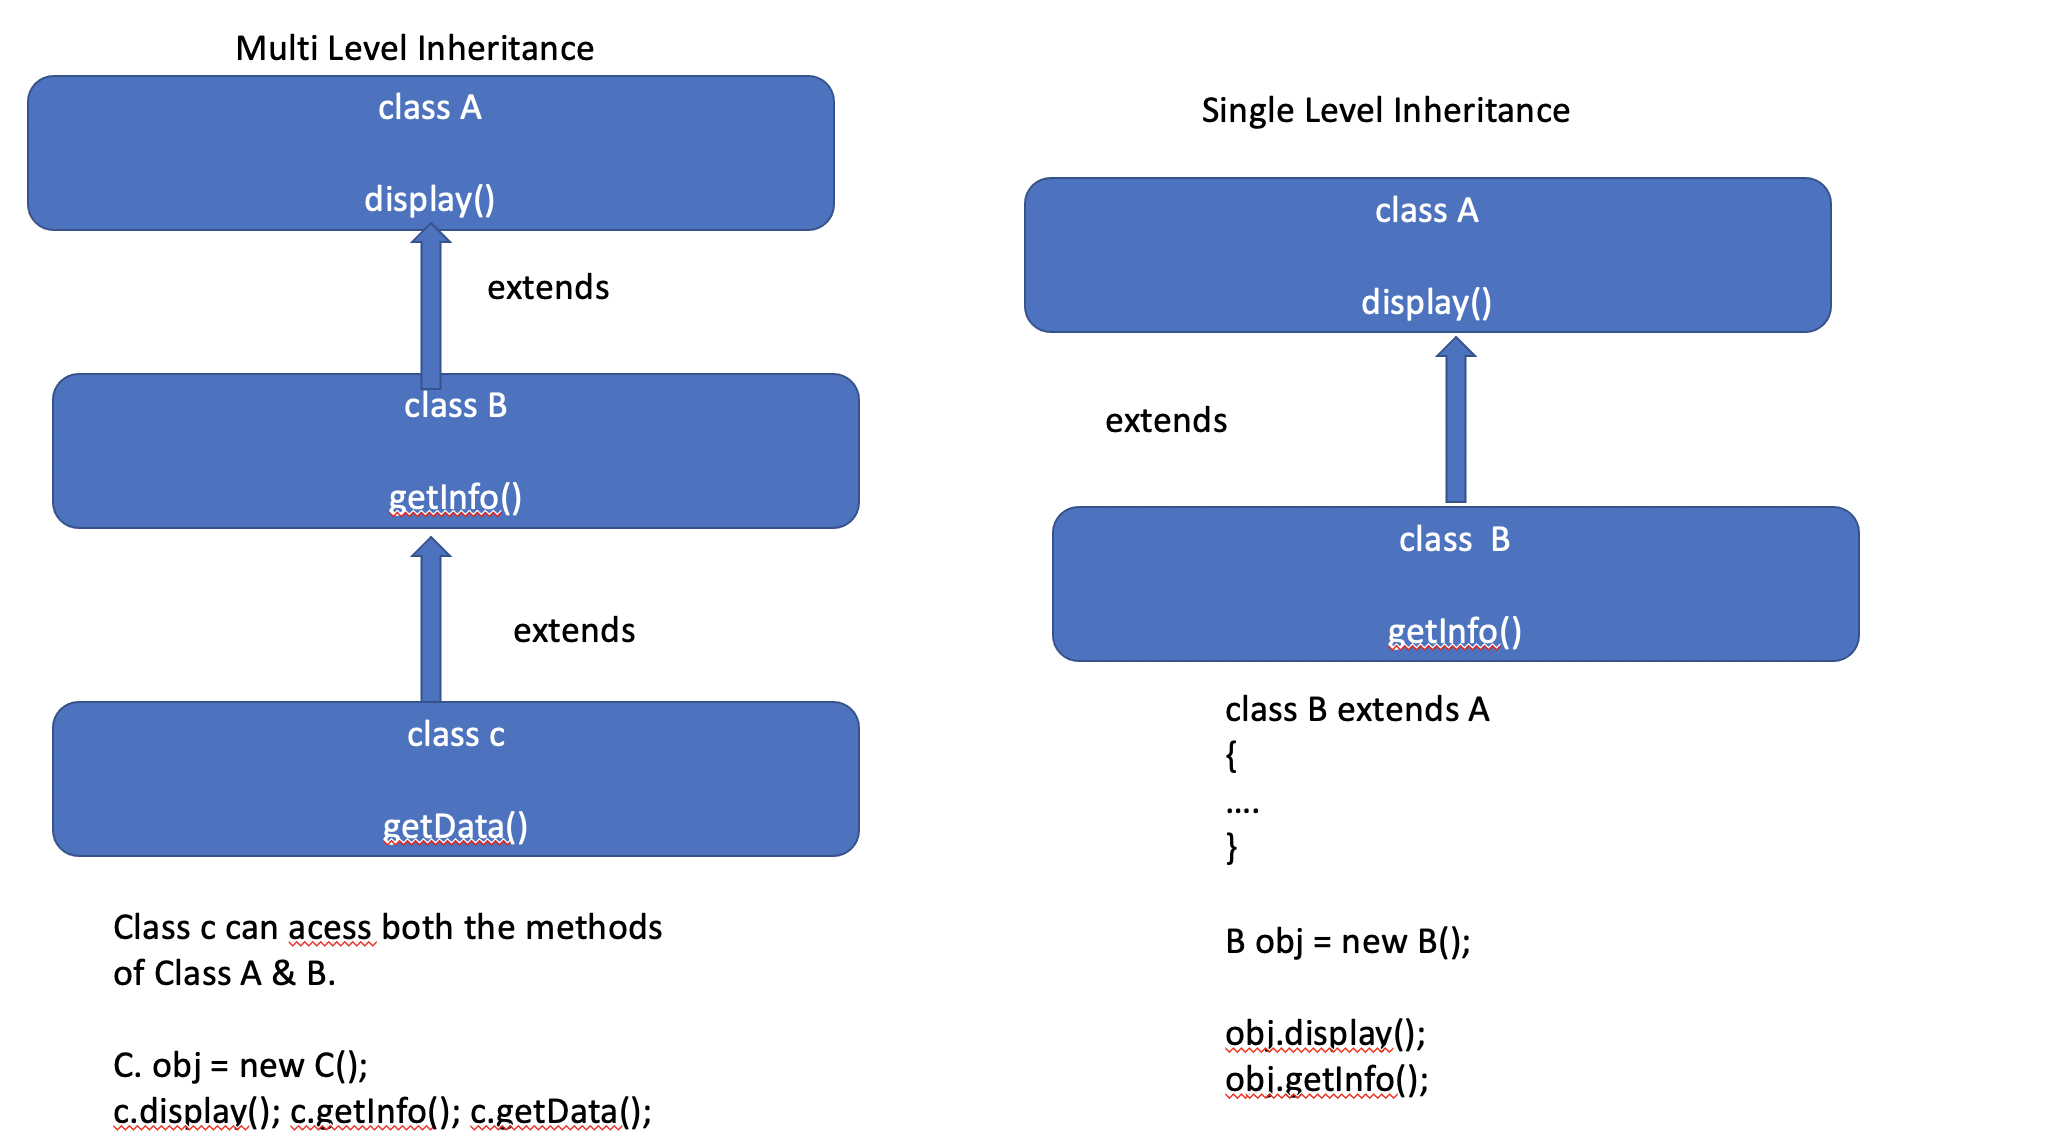 Multi Level Inheritance
class A
display()
extends
class B
getInfo()
extends
class c
getData()
Class c can acess both the methods
of Class A & B.
C. obj = new C();
c.display(); c.getInfo(); c.getData();
Single Level Inheritance
class A
display()
extends
class  B
getInfo()
class B extends A
{
....
}
B obj = new B();
obj.display();
obj.getInfo();